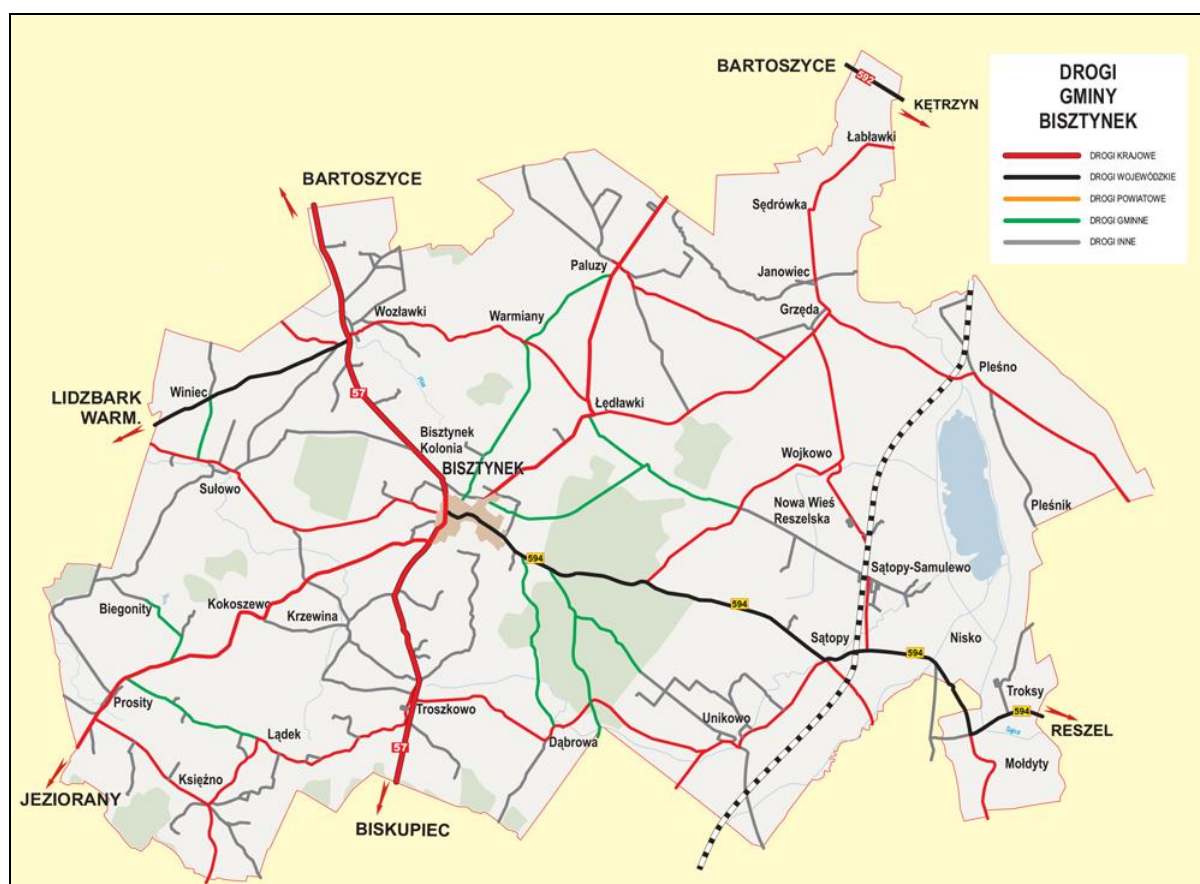 BARTOSZYCE
592
KĘTRZYN
DROGI
GMINY
BISZTYNEK
DROGI KRAJOWE
DROGI WOJEWÓDZKIE
DROGI POWIATOWE
DROGI GMINNE
DROGI INNE
Łabławki
BARTOSZYCE
Sędrówka
Paluzy
Janowiec
Grzęda
Wozławki
Warmiany
Pleśno
57
Winiec
LIDZBARK
WARM.
Łędławki
Bisztynek
Kolonia
BISZTYNEK
Wojkowo
Sułowo
Nowa Wieś
Reszelska
Pleśnik
594
Sątopy-Samulewo
Biegonity
Kokoszewo
Krzewina
594
Sątopy
594
Nisko
Prosity
Troszkowo
Troksy
594
RESZEL
Unikowo
Lądek
57
Dąbrowa
Mołdyty
Księżno
JEZIORANY
BISKUPIEC